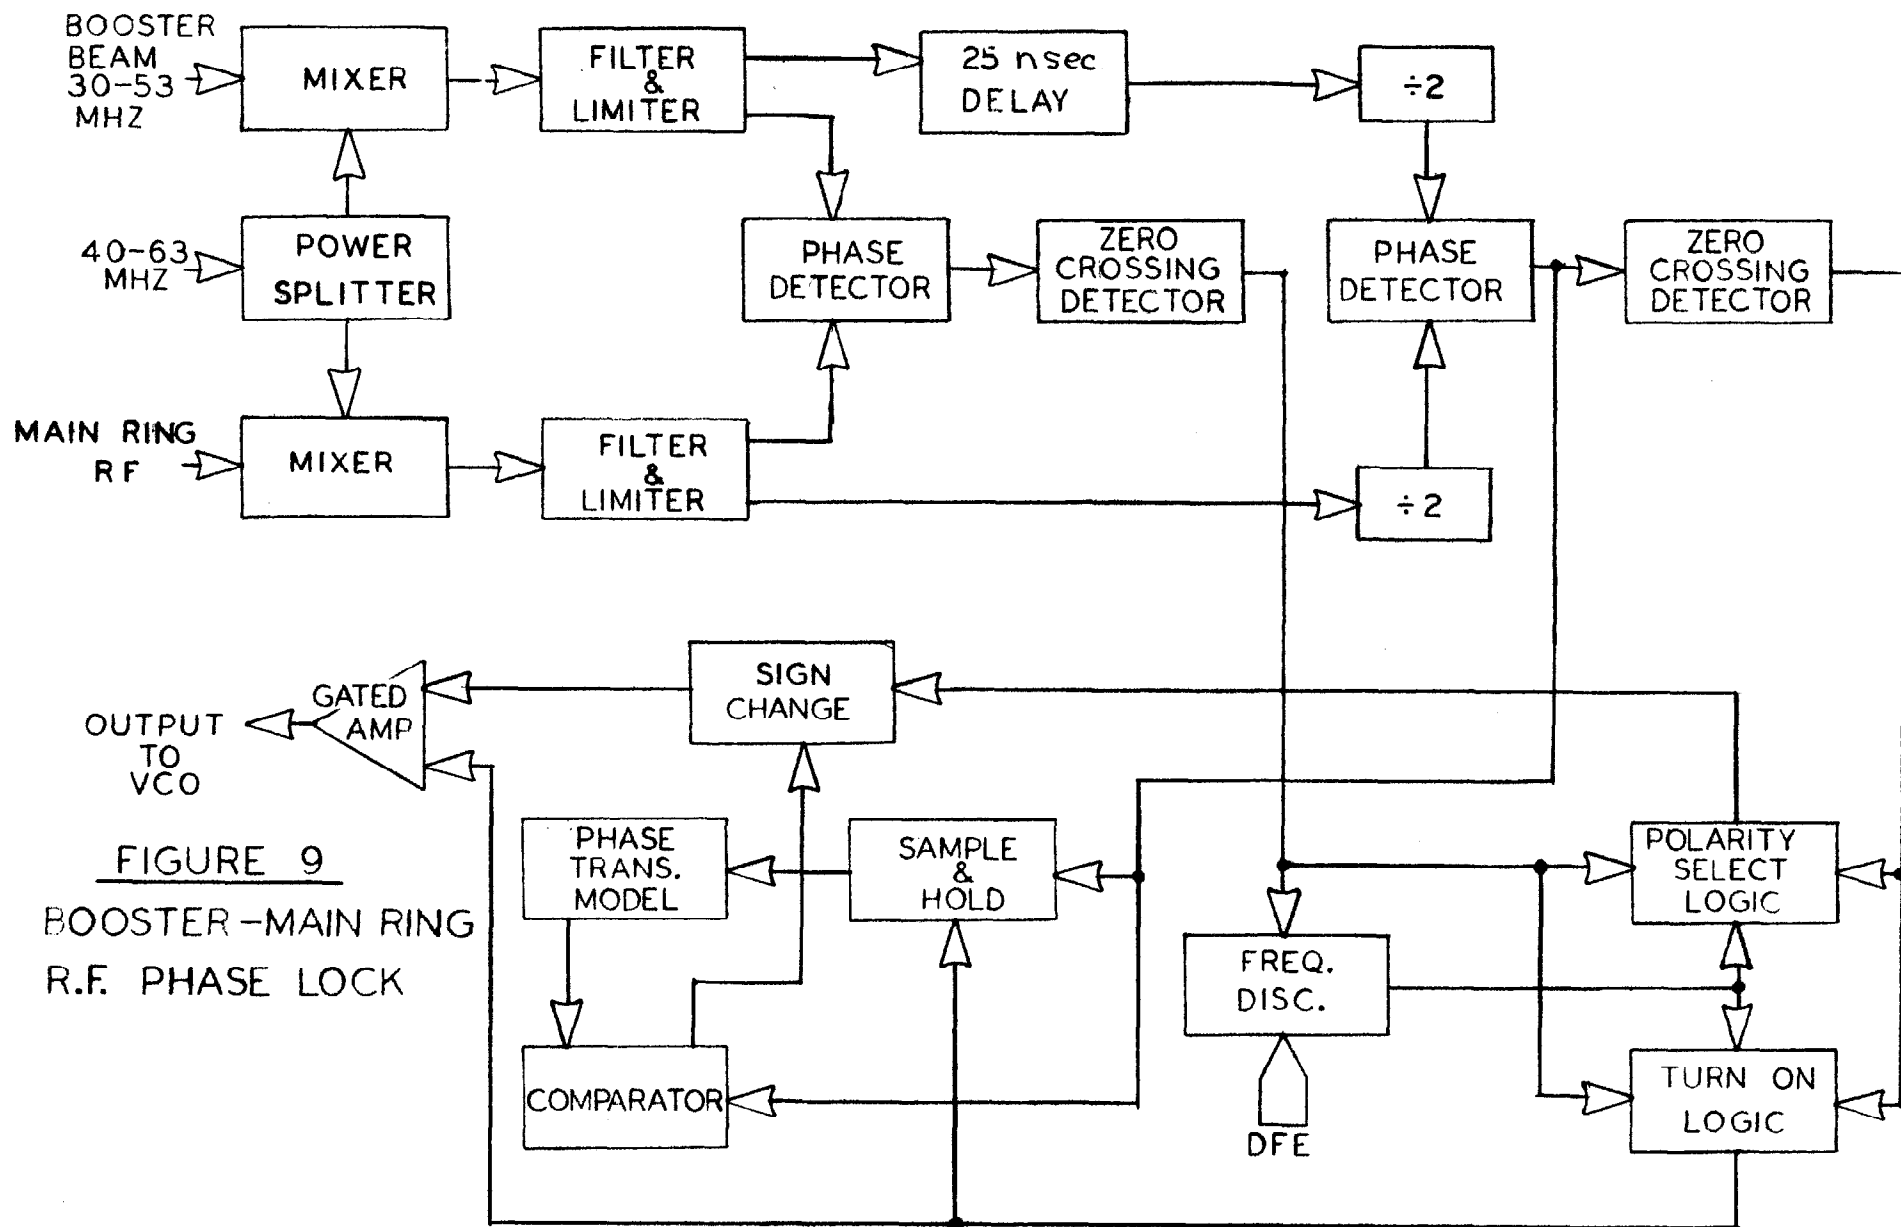 BOOSTER
BEAM
30-53
MHZ
MIXER
FILTER
&
LIMITER
25 nsec
DELAY
÷2
40-63
MHZ
POWER
SPLITTER
PHASE
DETECTOR
ZERO
CROSSING
DETECTOR
PHASE
DETECTOR
ZERO
CROSSING
DETECTOR
MAIN RING
RF
MIXER
FILTER
&
LIMITER
÷2
OUTPUT
TO
VCO
GATED
AMP
SIGN
CHANGE
PHASE
TRANS.
MODEL
SAMPLE
&
HOLD
POLARITY
SELECT
LOGIC
FREQ.
DISC.
COMPARATOR
DFE
TURN ON
LOGIC
FIGURE 9
BOOSTER-MAIN RING
R.F. PHASE LOCK